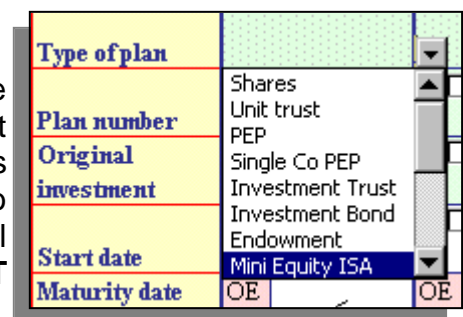 Type of plan
Shares
Unit trust
Plan number
PEP
Original
Single Co PEP
investment
Investment Trust
Investment Bond
Endowment
Start date
Mini Equity ISA
Maturity date OE OE